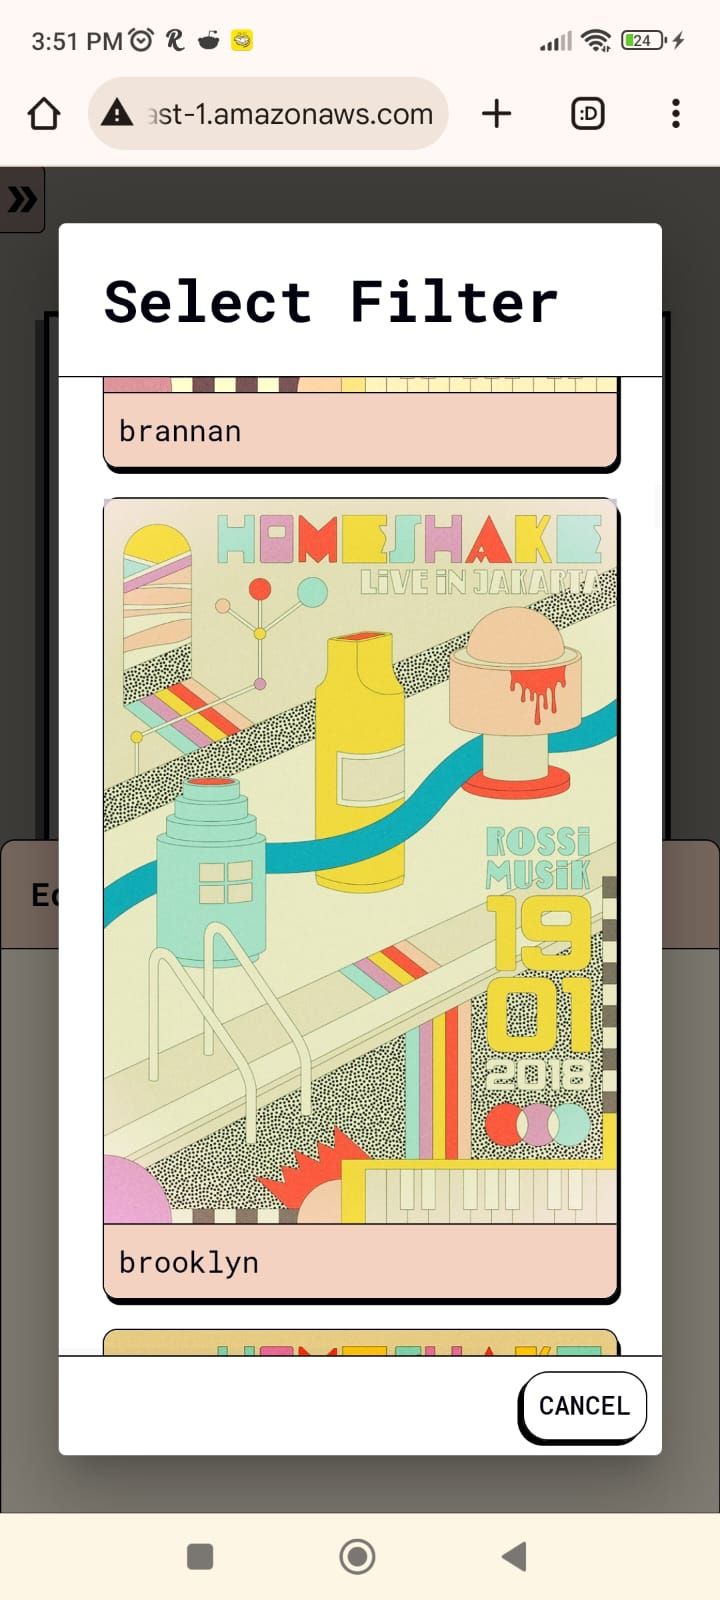 3:51 PM
24
ast-1.amazonaws.com
:D
Select Filter
brannan
HOMESHAKE
LiVE iN JAKARTA
ROSSi
MUSiK
19
01
2018
brooklyn
CANCEL